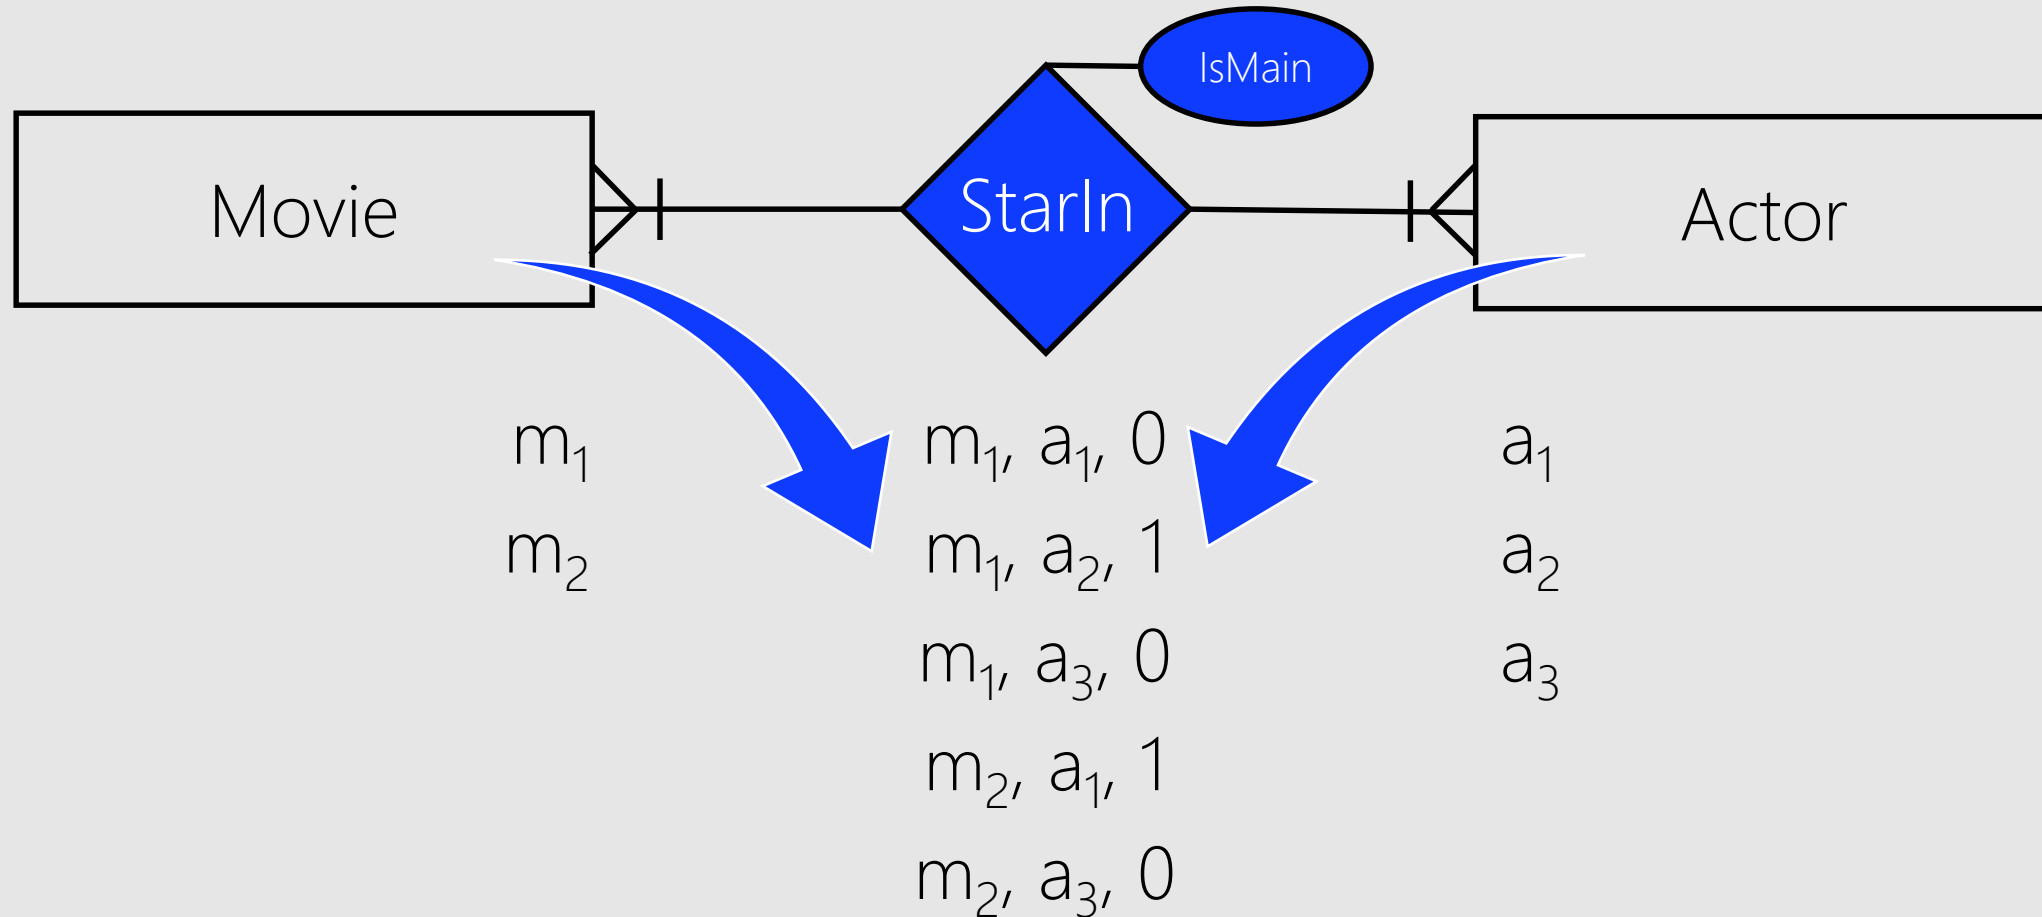 IsMain
Movie
StarIn
Actor
m₁
m₁, a₁, 0
a₁
m₂
m₁, a₂, 1
a₂
m₁, a₃, 0
a₃
m₂, a₁, 1
m₂, a₃, 0